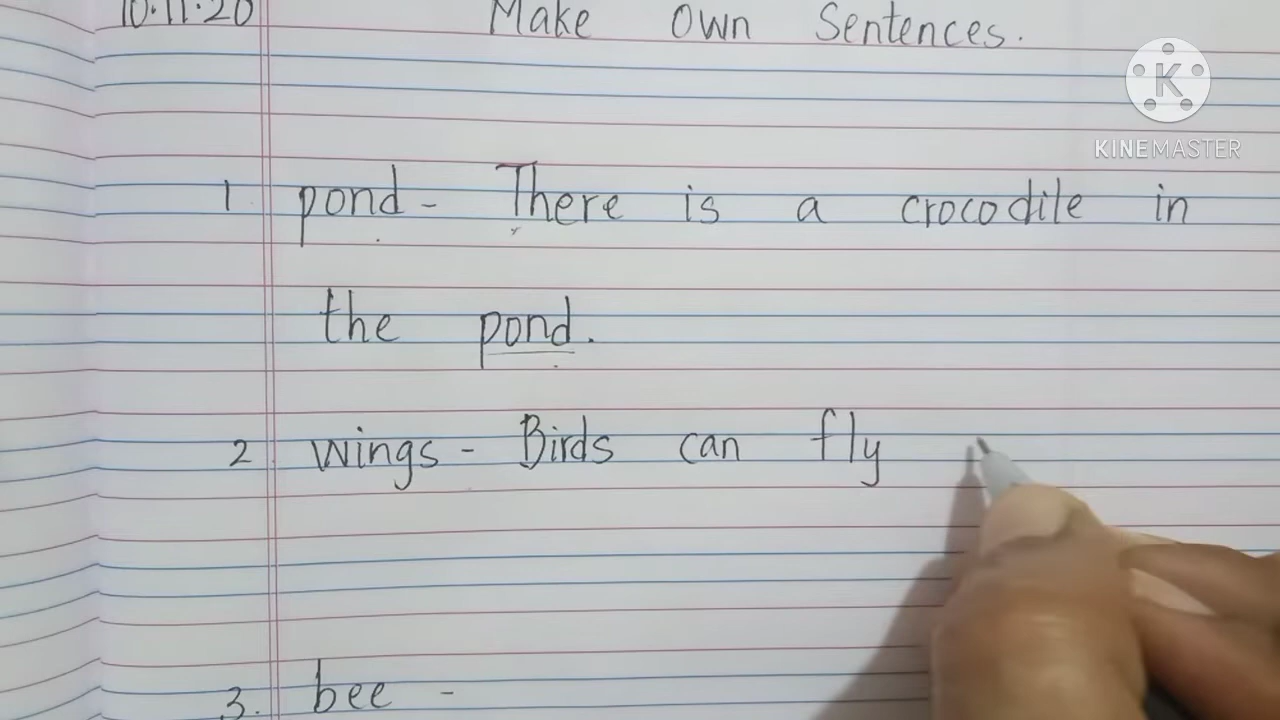 10.11.20 Make Own Sentences.
K
KINEMASTER
1 pond - There is a crocodile in
the pond.
2 wings - Birds can fly
3. bee -